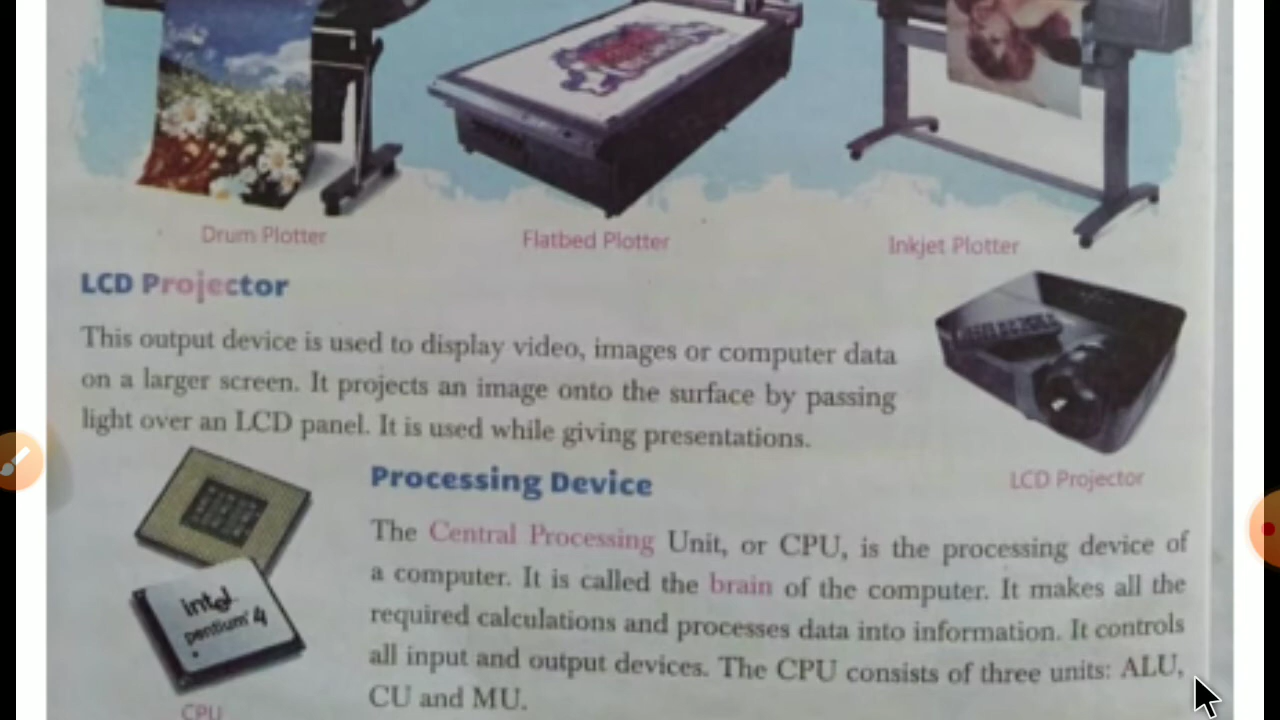 Drum Plotter
Flatbed Plotter
Inkjet Plotter
LCD Projector
This output device is used to display video, images or computer data
on a larger screen. It projects an image onto the surface by passing
light over an LCD panel. It is used while giving presentations.
LCD Projector
Processing Device
The Central Processing Unit, or CPU, is the processing device of
a computer. It is called the brain of the computer. It makes all the
required calculations and processes data into information. It controls
all input and output devices. The CPU consists of three units: ALU,
CU and MU.
intel
pentium 4
CPU